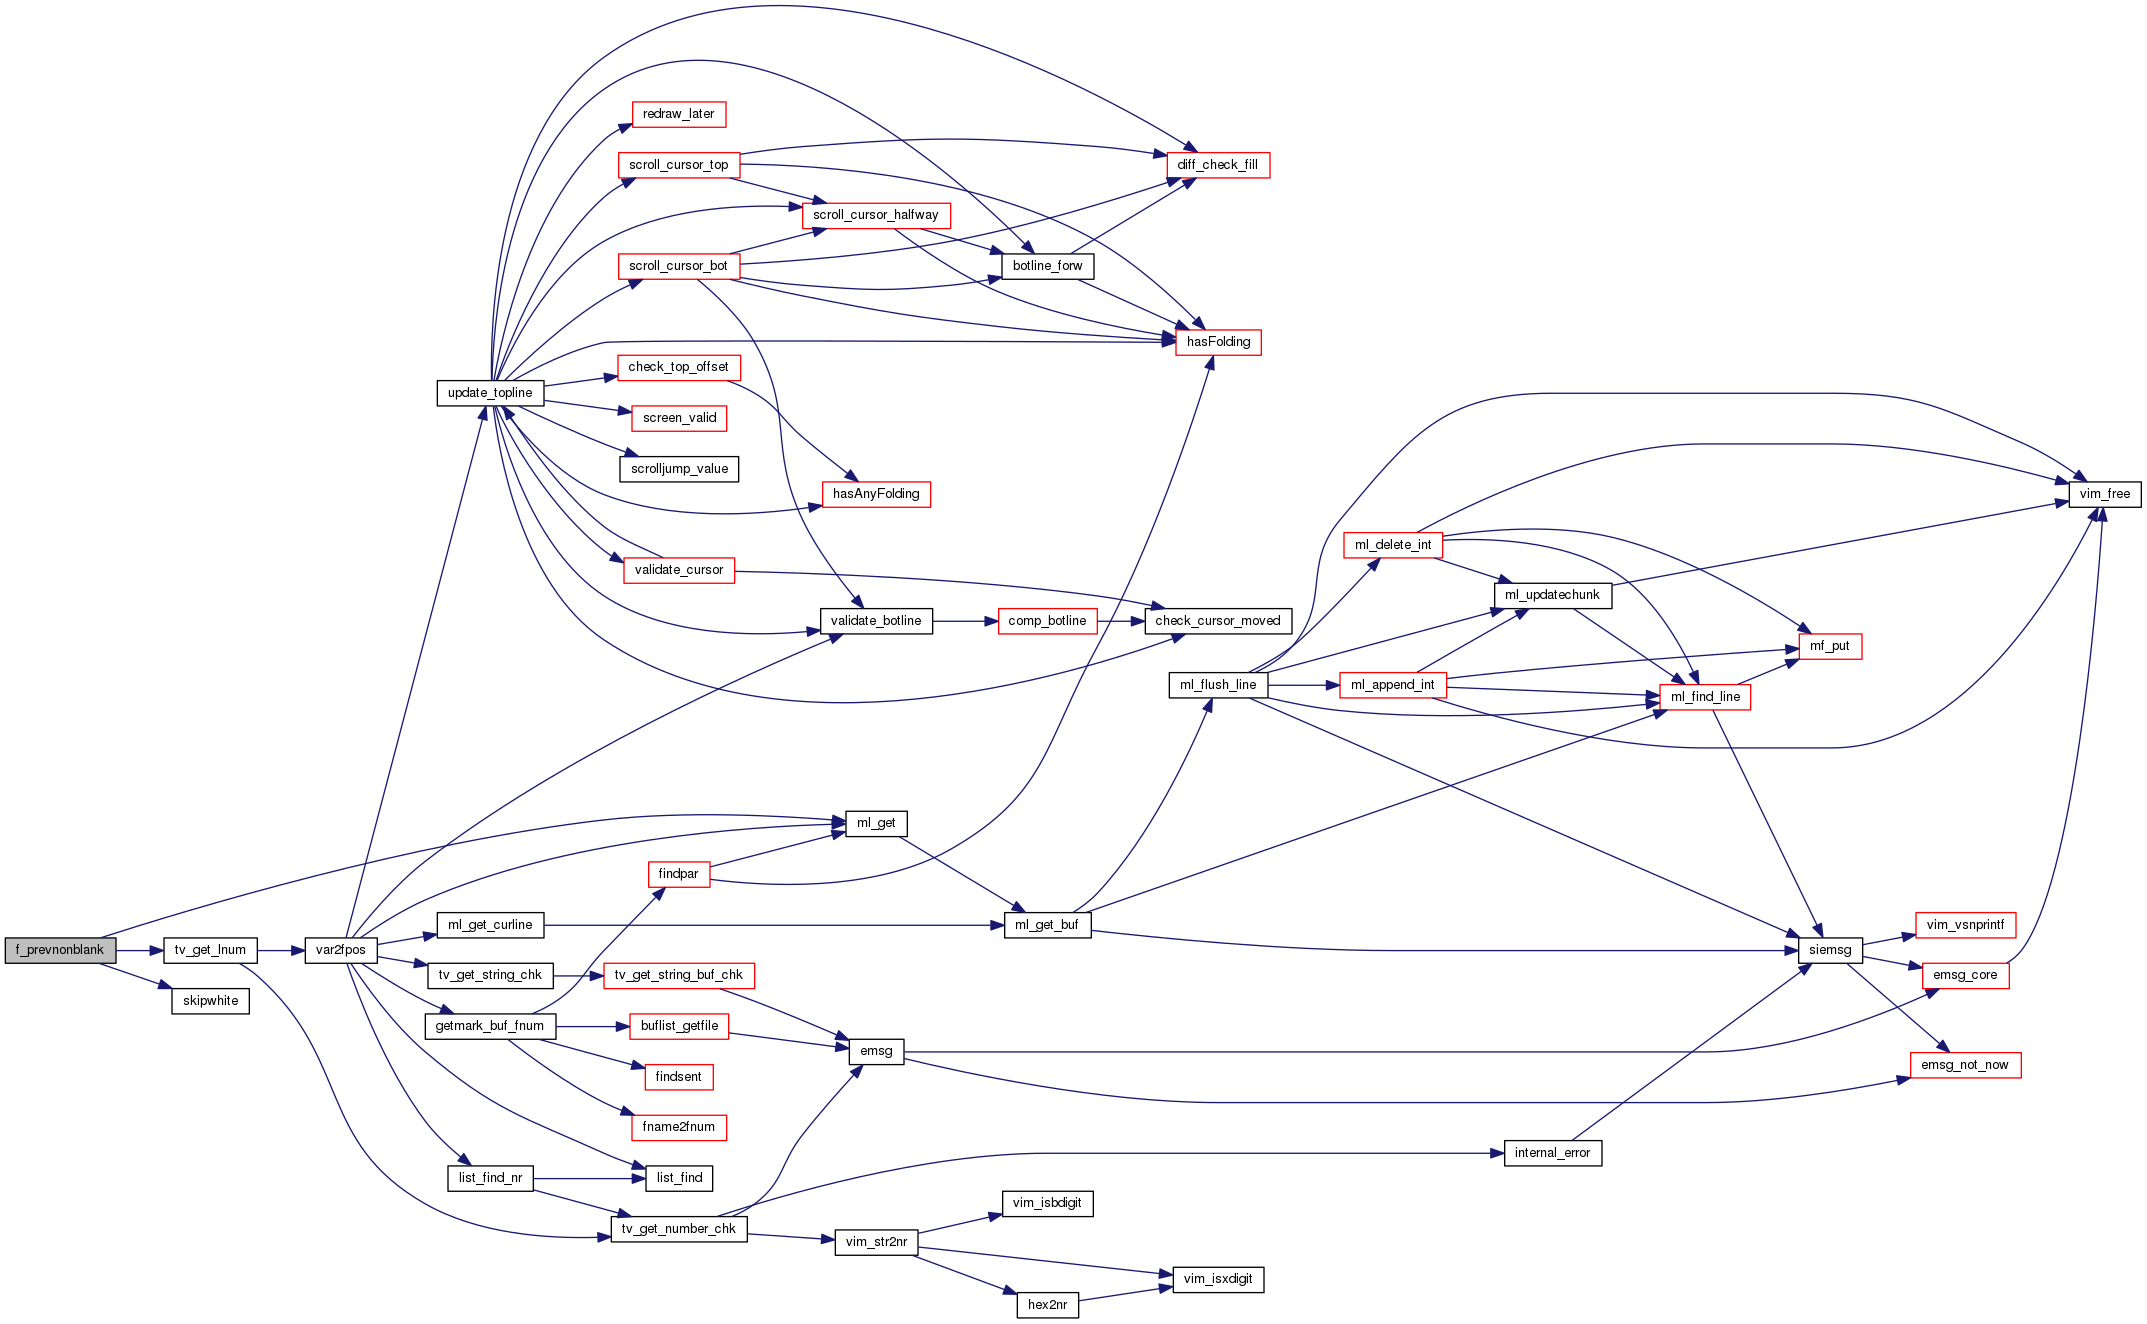 redraw_later
scroll_cursor_top
diff_check_fill
scroll_cursor_halfway
scroll_cursor_bot
botline_forw
hasFolding
check_top_offset
update_topline
screen_valid
scrolljump_value
hasAnyFolding
vim_free
ml_delete_int
validate_cursor
ml_updatechunk
validate_botline
comp_botline
check_cursor_moved
mf_put
ml_flush_line
ml_append_int
ml_find_line
ml_get
findpar
ml_get_curline
ml_get_buf
vim_vsnprintf
f_prevnonblank
tv_get_lnum
var2fpos
siemsg
tv_get_string_chk
tv_get_string_buf_chk
emsg_core
skipwhite
getmark_buf_fnum
buflist_getfile
emsg
findsent
emsg_not_now
fname2fnum
internal_error
list_find_nr
list_find
vim_isbdigit
tv_get_number_chk
vim_str2nr
vim_isxdigit
hex2nr